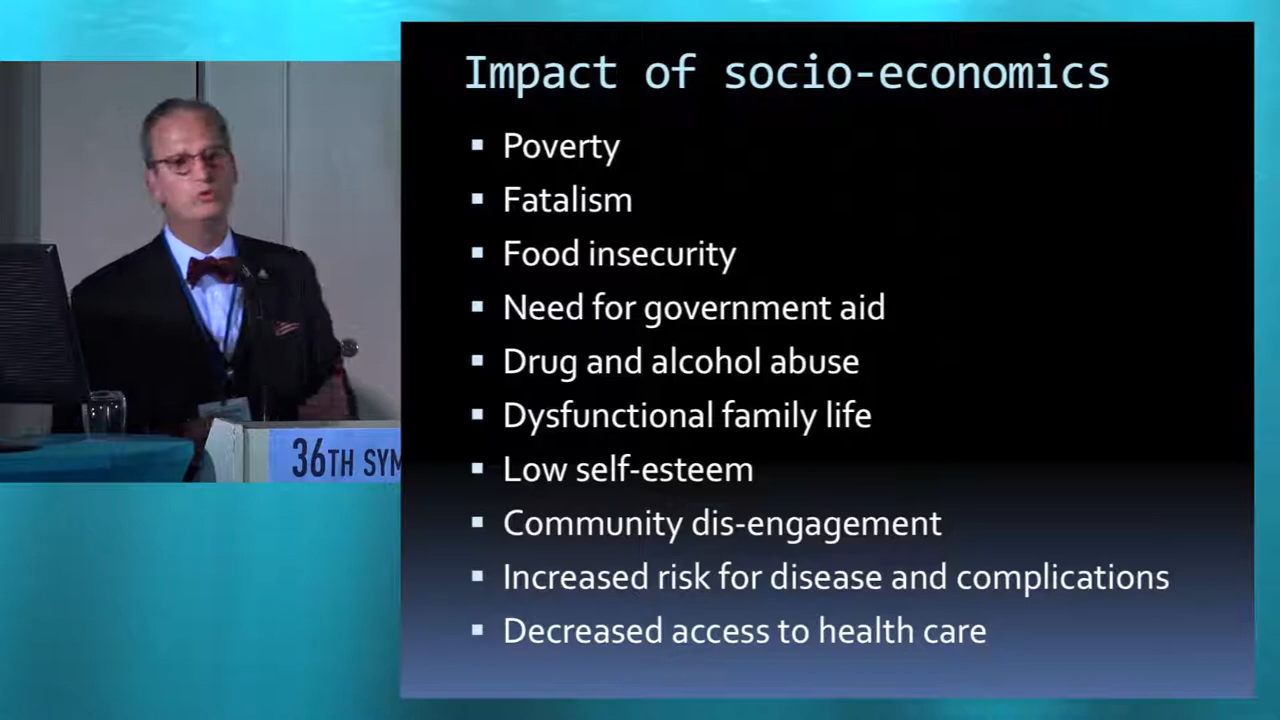 Impact of socio-economics
Poverty
Fatalism
Food insecurity
Need for government aid
Drug and alcohol abuse
Dysfunctional family life
Low self-esteem
Community dis-engagement
Increased risk for disease and complications
Decreased access to health care
36TH SYM